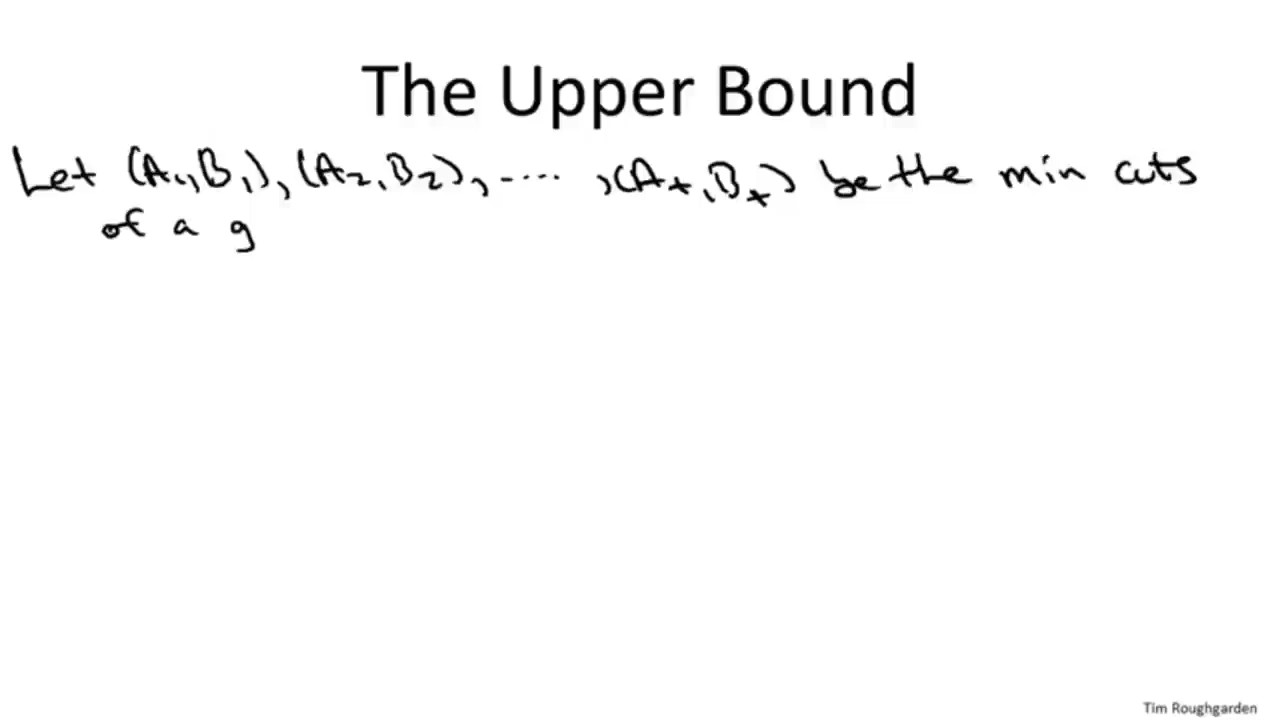 The Upper Bound
Let (A₁,B₁),(A₂,B₂),....,(Aₜ,Bₜ) be the min cuts
of a g
Tim Roughgarden